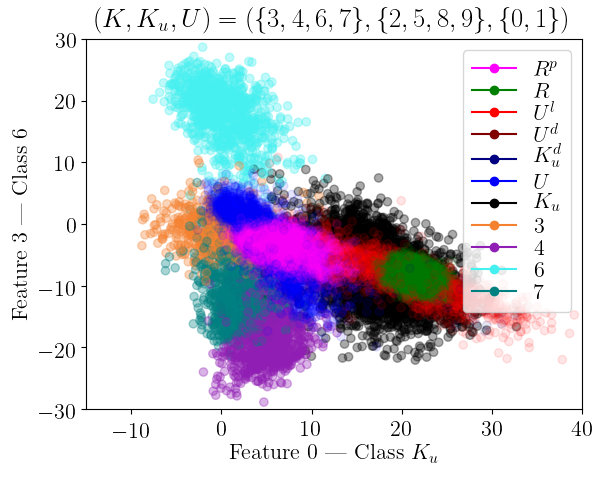 (K, K_u, U) = ({3, 4, 6, 7}, {2, 5, 8, 9}, {0, 1})
30
20
10
0
−10
−20
−30
Feature 3 — Class 6
R^p
R
U^l
U^d
K_u^d
U
K_u
3
4
6
7
−10
0
10
20
30
40
Feature 0 — Class K_u